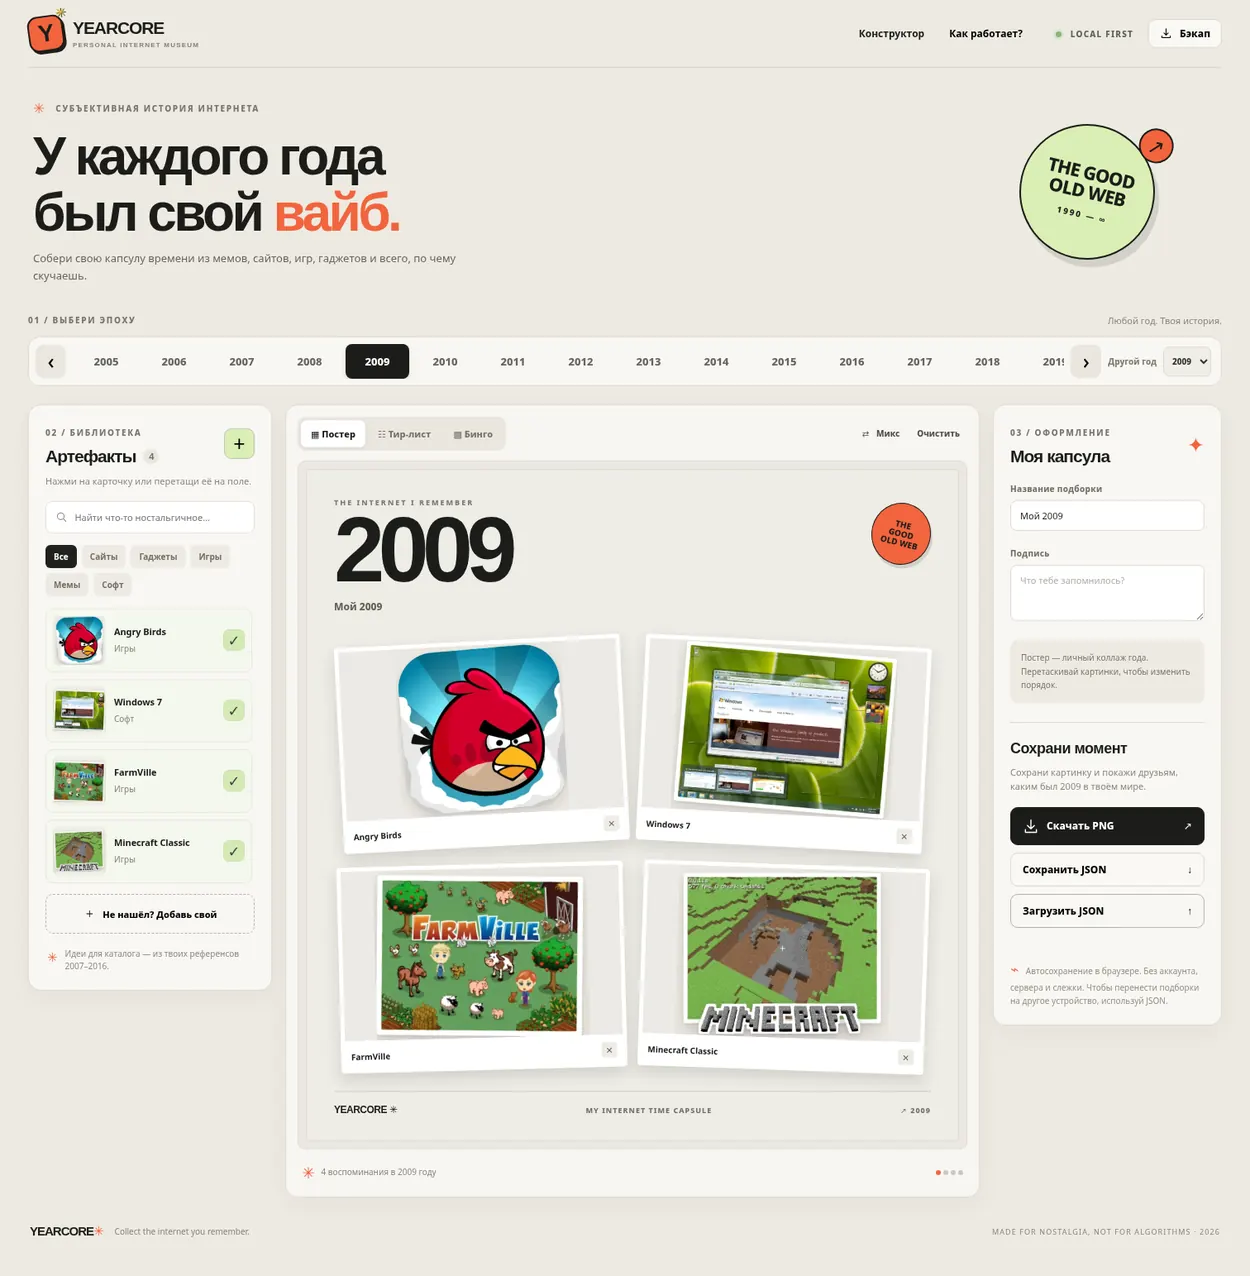 Y
YEARCORE
PERSONAL INTERNET MUSEUM
Конструктор
Как работает?
LOCAL FIRST
Бэкап
СУБЪЕКТИВНАЯ ИСТОРИЯ ИНТЕРНЕТА
У каждого года
был свой вайб.
Собери свою капсулу времени из мемов, сайтов, игр, гаджетов и всего, по чему
скучаешь.
THE GOOD
OLD WEB
1990 — ∞
01 / ВЫБЕРИ ЭПОХУ
Любой год. Твоя история.
2005 2006 2007 2008 2009 2010 2011 2012 2013 2014 2015 2016 2017 2018 2019
Другой год
2009
02 / БИБЛИОТЕКА
Артефакты 4
Нажми на карточку или перетащи её на поле.
Найти что-то ностальгичное...
Все
Сайты
Гаджеты
Игры
Мемы
Софт
Angry Birds
Игры
Windows 7
Софт
FarmVille
Игры
Minecraft Classic
Игры
+ Не нашёл? Добавь свой
Идеи для каталога — из твоих референсов
2007–2016.
Постер
Тир-лист
Бинго
Микс
Очистить
THE INTERNET I REMEMBER
2009
Мой 2009
THE
GOOD
OLD WEB
Angry Birds
Windows
Windows 7
FARMVILLE
FarmVille
MINECRAFT
Minecraft Classic
YEARCORE
MY INTERNET TIME CAPSULE
↗ 2009
4 воспоминания в 2009 году
03 / ОФОРМЛЕНИЕ
Моя капсула
Название подборки
Мой 2009
Подпись
Что тебе запомнилось?
Постер — личный коллаж года.
Перетаскивай картинки, чтобы изменить
порядок.
Сохрани момент
Сохрани картинку и покажи друзьям,
каким был 2009 в твоём мире.
Скачать PNG ↗
Сохранить JSON ↓
Загрузить JSON ↑
Автосохранение в браузере. Без аккаунта,
сервера и слежки. Чтобы перенести подборки
на другое устройство, используй JSON.
YEARCORE
Collect the internet you remember.
MADE FOR NOSTALGIA, NOT FOR ALGORITHMS · 2026